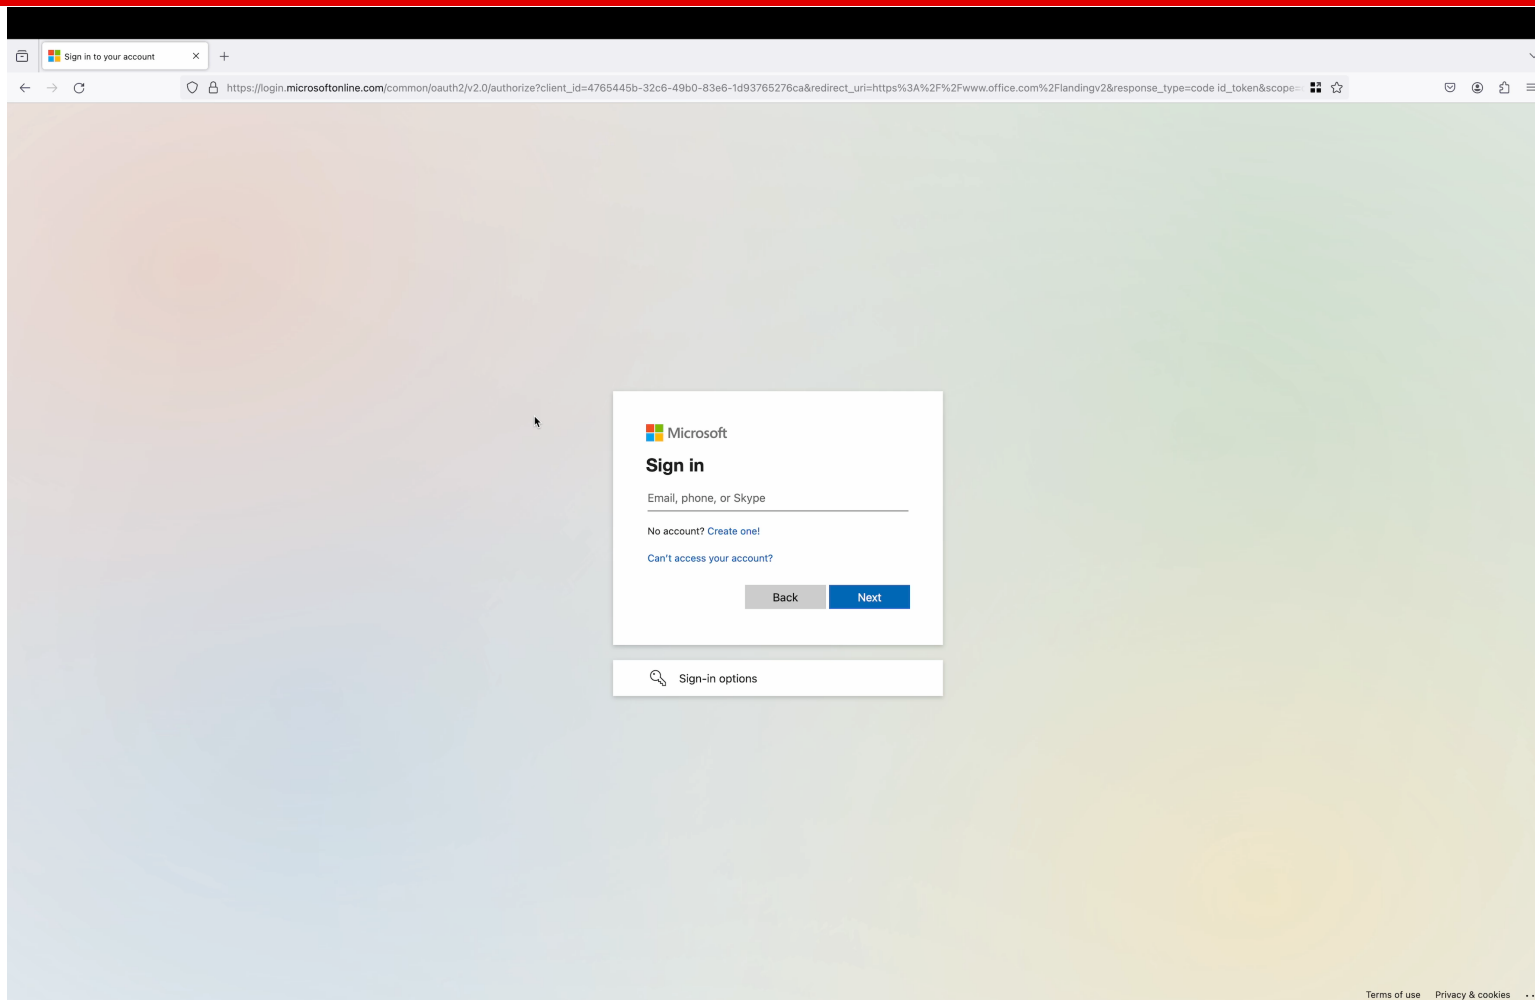 Sign in to your account
https://login.microsoftonline.com/common/oauth2/v2.0/authorize?client_id=4765445b-32c6-49b0-83e6-1d93765276ca&redirect_uri=https%3A%2F%2Fwww.office.com%2Flandingv2&response_type=code id_token&scope=
Microsoft
Sign in
Email, phone, or Skype
No account? Create one!
Can't access your account?
Back Next
Sign-in options
Terms of use Privacy & cookies